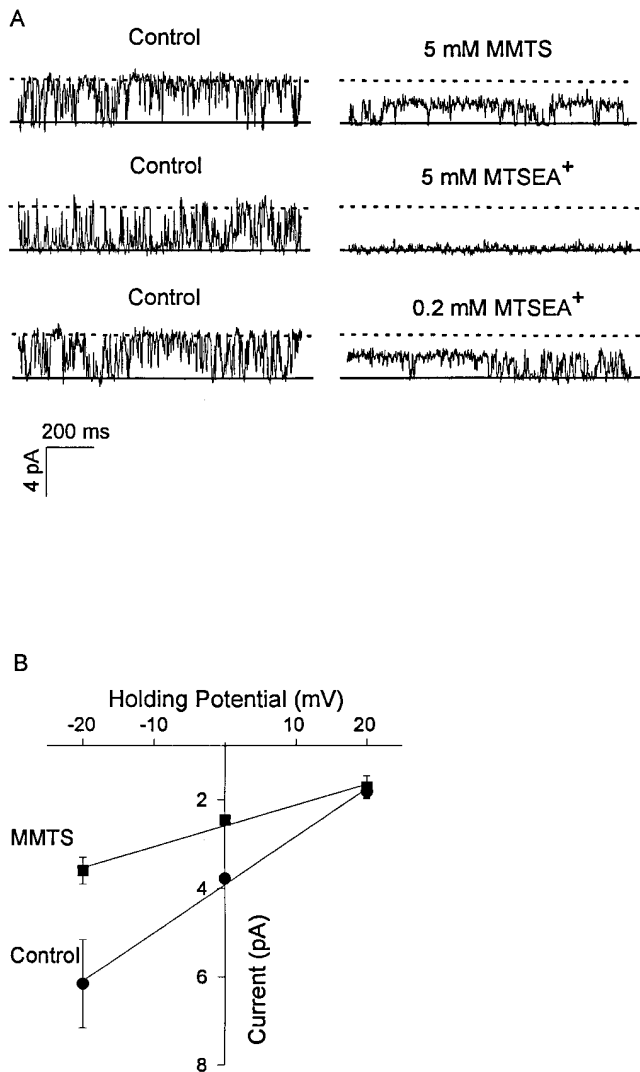 A
Control
5 mM MMTS
Control
5 mM MTSEA+
Control
0.2 mM MTSEA+
200 ms
4 pA
B
Holding Potential (mV)
-20 -10 0 10 20
2
MMTS
4
Control
6
Current (pA)
8